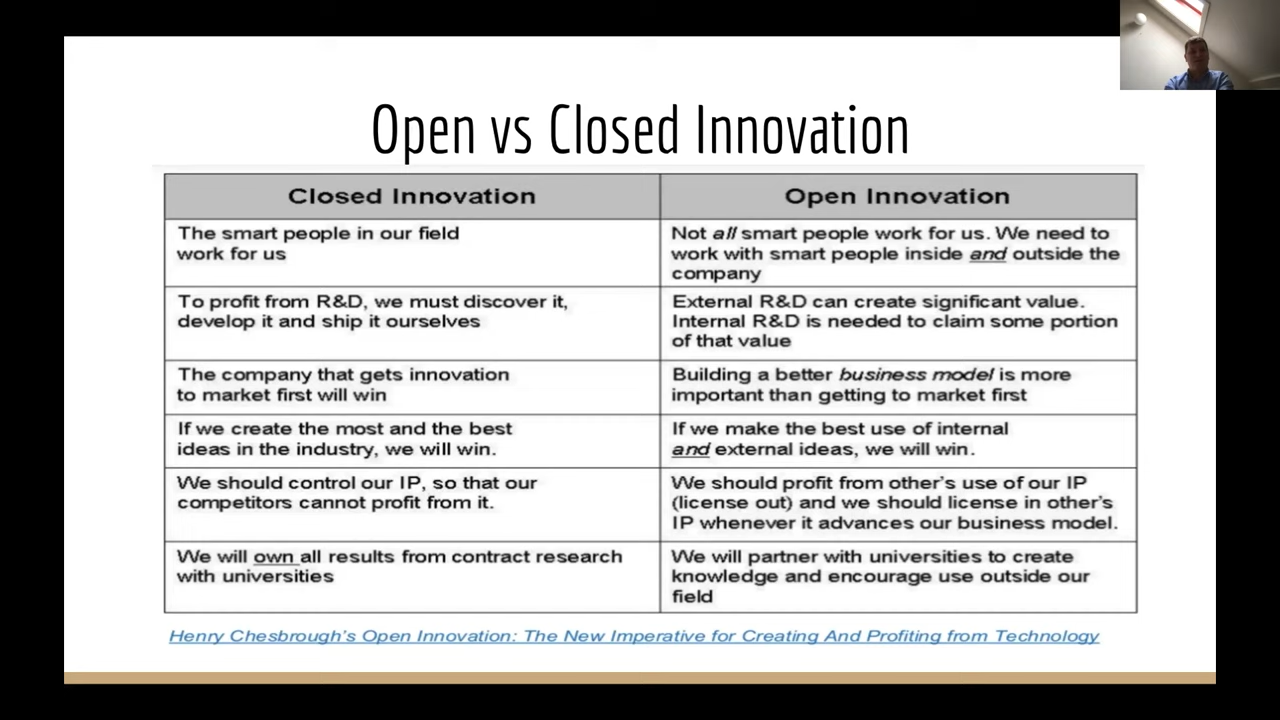 Open vs Closed Innovation
Closed Innovation
Open Innovation
The smart people in our field
work for us
Not all smart people work for us. We need to
work with smart people inside and outside the
company
To profit from R&D, we must discover it,
develop it and ship it ourselves
External R&D can create significant value.
Internal R&D is needed to claim some portion
of that value
The company that gets innovation
to market first will win
Building a better business model is more
important than getting to market first
If we create the most and the best
ideas in the industry, we will win.
If we make the best use of internal
and external ideas, we will win.
We should control our IP, so that our
competitors cannot profit from it.
We should profit from other's use of our IP
(license out) and we should license in other's
IP whenever it advances our business model.
We will own all results from contract research
with universities
We will partner with universities to create
knowledge and encourage use outside our
field
Henry Chesbrough's Open Innovation: The New Imperative for Creating And Profiting from Technology